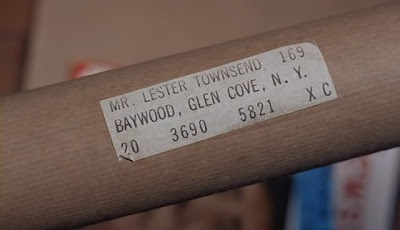 MR. LESTER TOWNSEND 169
BAYWOOD, GLEN COVE, N. Y.
20 3690 5821 X C